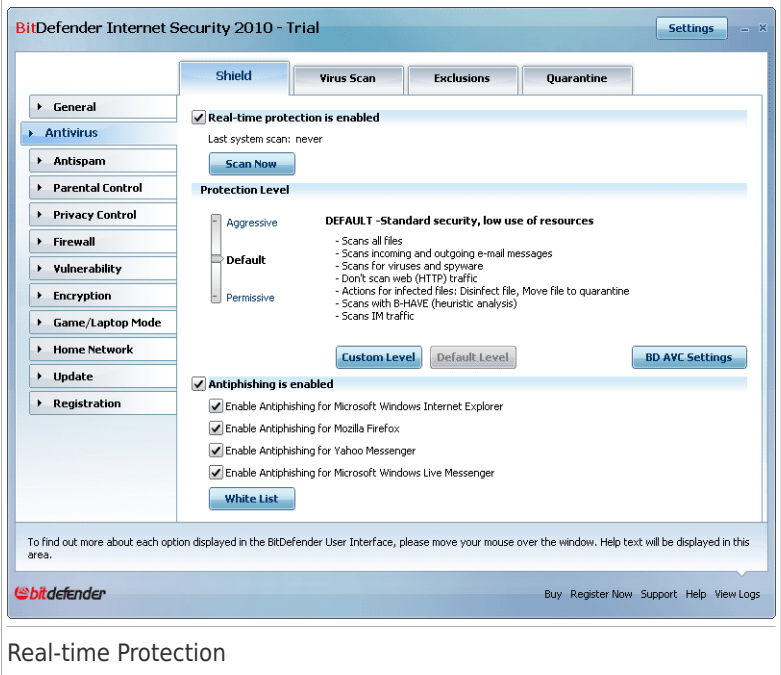 BitDefender Internet Security 2010 - Trial
Settings
Shield
Virus Scan
Exclusions
Quarantine
General
Antivirus
Antispam
Parental Control
Privacy Control
Firewall
Vulnerability
Encryption
Game/Laptop Mode
Home Network
Update
Registration
Real-time protection is enabled
Last system scan: never
Scan Now
Protection Level
Aggressive
Default
Permissive
DEFAULT -Standard security, low use of resources
- Scans all files
- Scans incoming and outgoing e-mail messages
- Scans for viruses and spyware
- Don't scan web (HTTP) traffic
- Actions for infected files: Disinfect file, Move file to quarantine
- Scans with B-HAVE (heuristic analysis)
- Scans IM traffic
Custom Level
Default Level
BD AVC Settings
Antiphishing is enabled
Enable Antiphishing for Microsoft Windows Internet Explorer
Enable Antiphishing for Mozilla Firefox
Enable Antiphishing for Yahoo Messenger
Enable Antiphishing for Microsoft Windows Live Messenger
White List
To find out more about each option displayed in the BitDefender User Interface, please move your mouse over the window. Help text will be displayed in this
area.
bitdefender
Buy Register Now Support Help View Logs
Real-time Protection